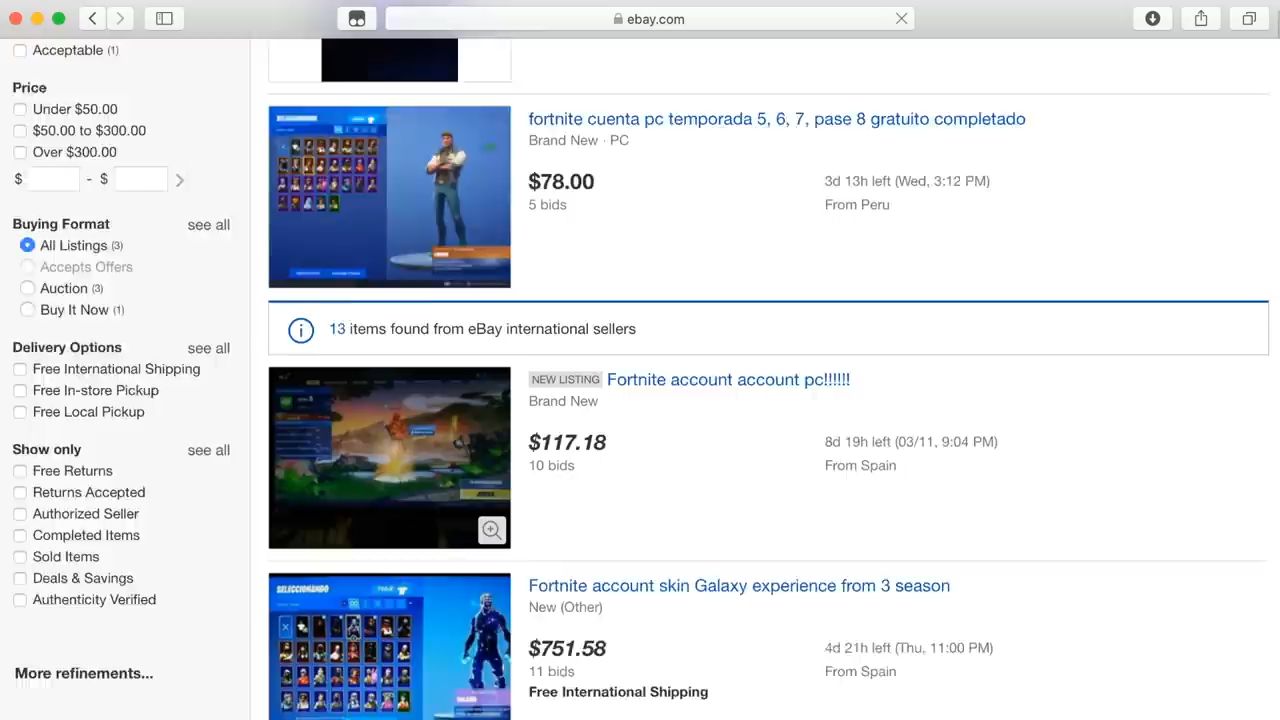 ebay.com
Acceptable (1)
Price
Under $50.00
$50.00 to $300.00
Over $300.00
$ - $
Buying Format see all
All Listings (3)
Accepts Offers
Auction (3)
Buy It Now (1)
Delivery Options see all
Free International Shipping
Free In-store Pickup
Free Local Pickup
Show only see all
Free Returns
Returns Accepted
Authorized Seller
Completed Items
Sold Items
Deals & Savings
Authenticity Verified
More refinements...
fortnite cuenta pc temporada 5, 6, 7, pase 8 gratuito completado
Brand New · PC
$78.00 3d 13h left (Wed, 3:12 PM)
5 bids From Peru
13 items found from eBay international sellers
NEW LISTING Fortnite account account pc!!!!!!
Brand New
$117.18 8d 19h left (03/11, 9:04 PM)
10 bids From Spain
SELECCIONANDO
Fortnite account skin Galaxy experience from 3 season
New (Other)
$751.58 4d 21h left (Thu, 11:00 PM)
11 bids From Spain
Free International Shipping